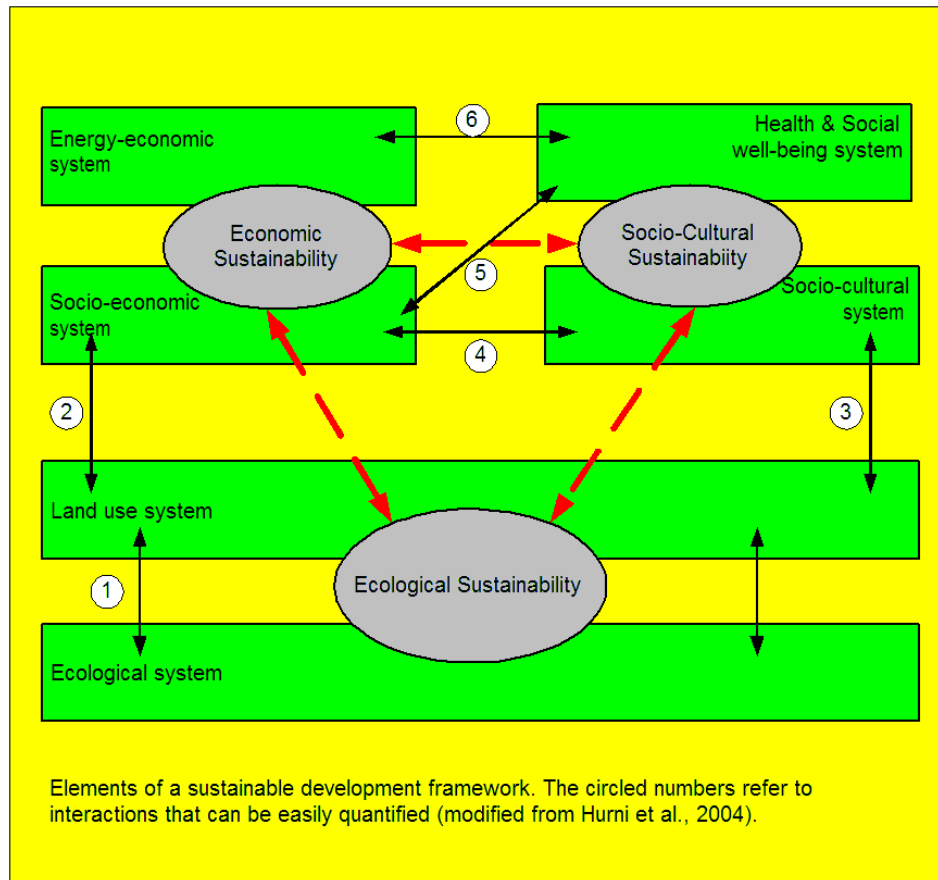 Energy-economic
system
6
Health & Social
well-being system
Economic
Sustainability
Socio-Cultural
Sustainabiity
5
Socio-economic
system
Socio-cultural
system
4
2
3
Land use system
1
Ecological Sustainability
Ecological system
Elements of a sustainable development framework. The circled numbers refer to
interactions that can be easily quantified (modified from Hurni et al., 2004).